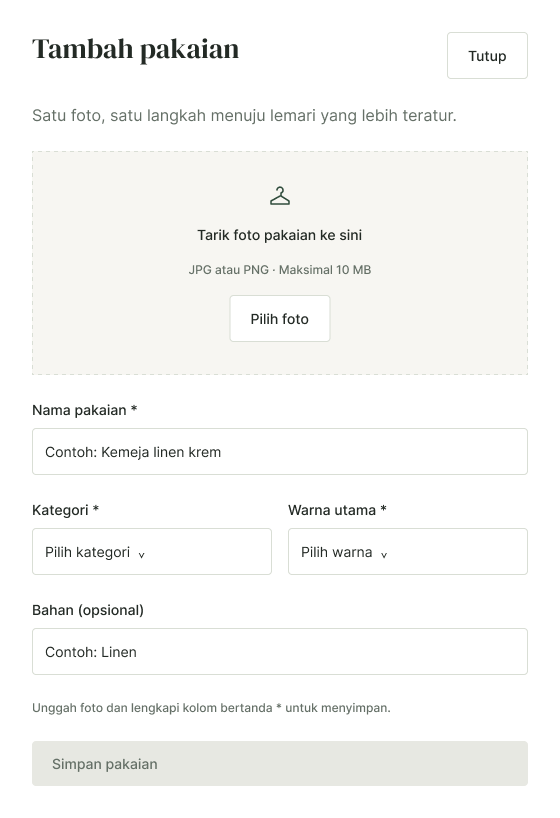 Tambah pakaian
Tutup
Satu foto, satu langkah menuju lemari yang lebih teratur.
Tarik foto pakaian ke sini
JPG atau PNG · Maksimal 10 MB
Pilih foto
Nama pakaian *
Contoh: Kemeja linen krem
Kategori *
Warna utama *
Pilih kategori
Pilih warna
Bahan (opsional)
Contoh: Linen
Unggah foto dan lengkapi kolom bertanda * untuk menyimpan.
Simpan pakaian